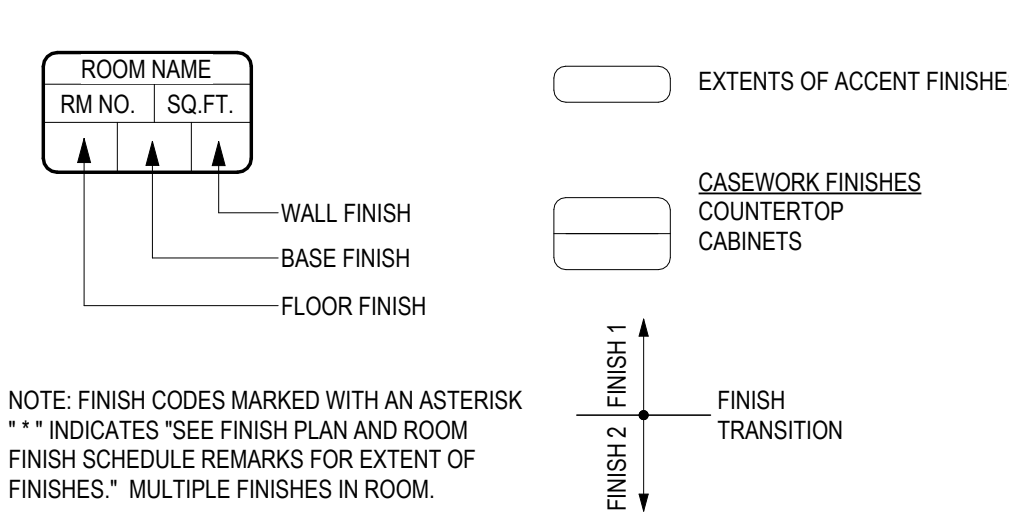 ROOM NAME
RM NO. SQ.FT.
WALL FINISH
BASE FINISH
FLOOR FINISH
NOTE: FINISH CODES MARKED WITH AN ASTERISK
" * " INDICATES "SEE FINISH PLAN AND ROOM
FINISH SCHEDULE REMARKS FOR EXTENT OF
FINISHES." MULTIPLE FINISHES IN ROOM.
EXTENTS OF ACCENT FINISHES
CASEWORK FINISHES
COUNTERTOP
CABINETS
FINISH 1
FINISH 2
FINISH
TRANSITION